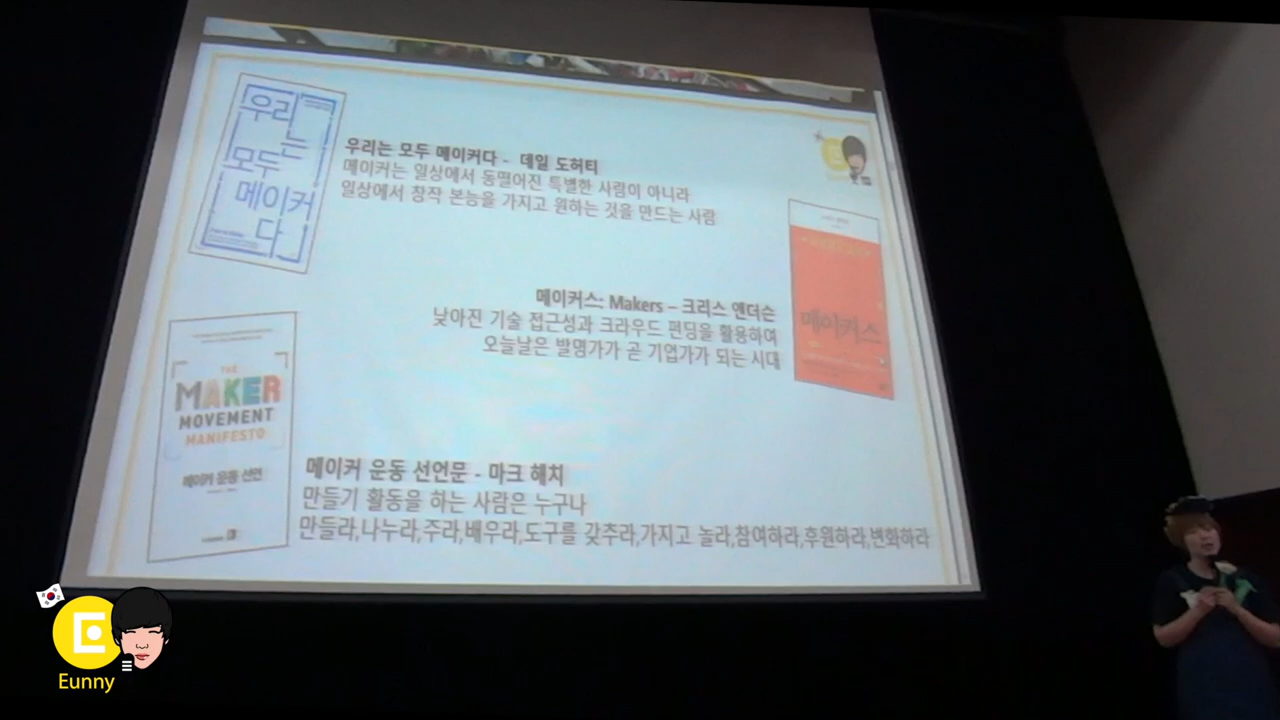 우리
는
모두
메이커
다
우리는 모두 메이커다 - 데일 도허티
메이커는 일상에서 동떨어진 특별한 사람이 아니라
일상에서 창작 본능을 가지고 원하는 것을 만드는 사람
메이커스: Makers – 크리스 앤더슨
낮아진 기술 접근성과 크라우드 펀딩을 활용하여
오늘날은 발명가가 곧 기업가가 되는 시대
메이커스
THE
MAKER
MOVEMENT
MANIFESTO
메이커 운동 선언
메이커 운동 선언문 - 마크 해치
만들기 활동을 하는 사람은 누구나
만들라,나누라,주라,배우라,도구를 갖추라,가지고 놀라,참여하라,후원하라,변화하라
E
Eunny